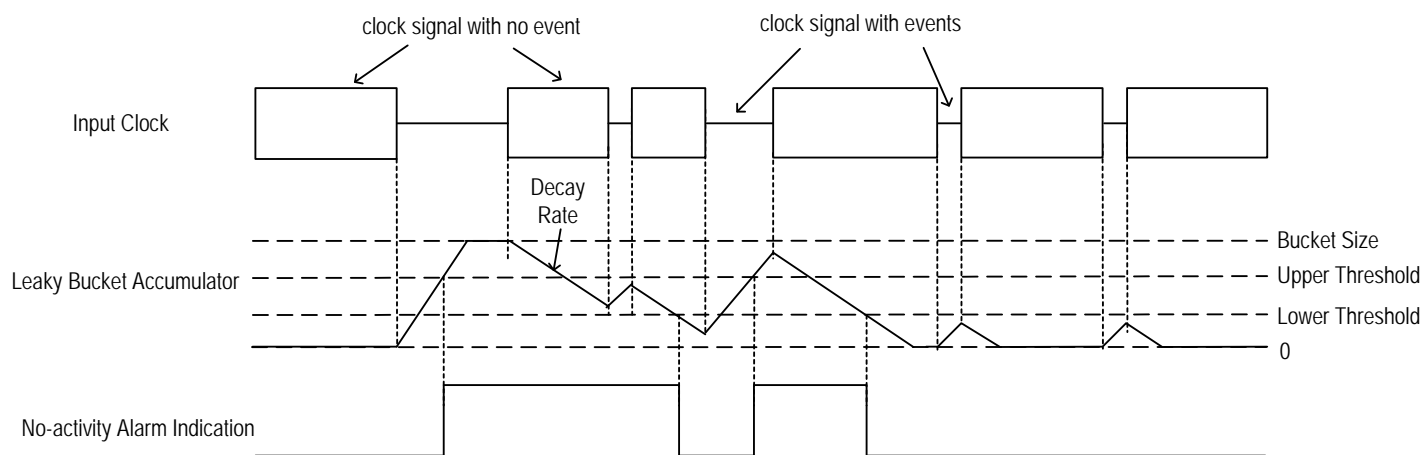 clock signal with no event
clock signal with events
Input Clock
Decay
Rate
Bucket Size
Leaky Bucket Accumulator
Upper Threshold
Lower Threshold
0
No-activity Alarm Indication